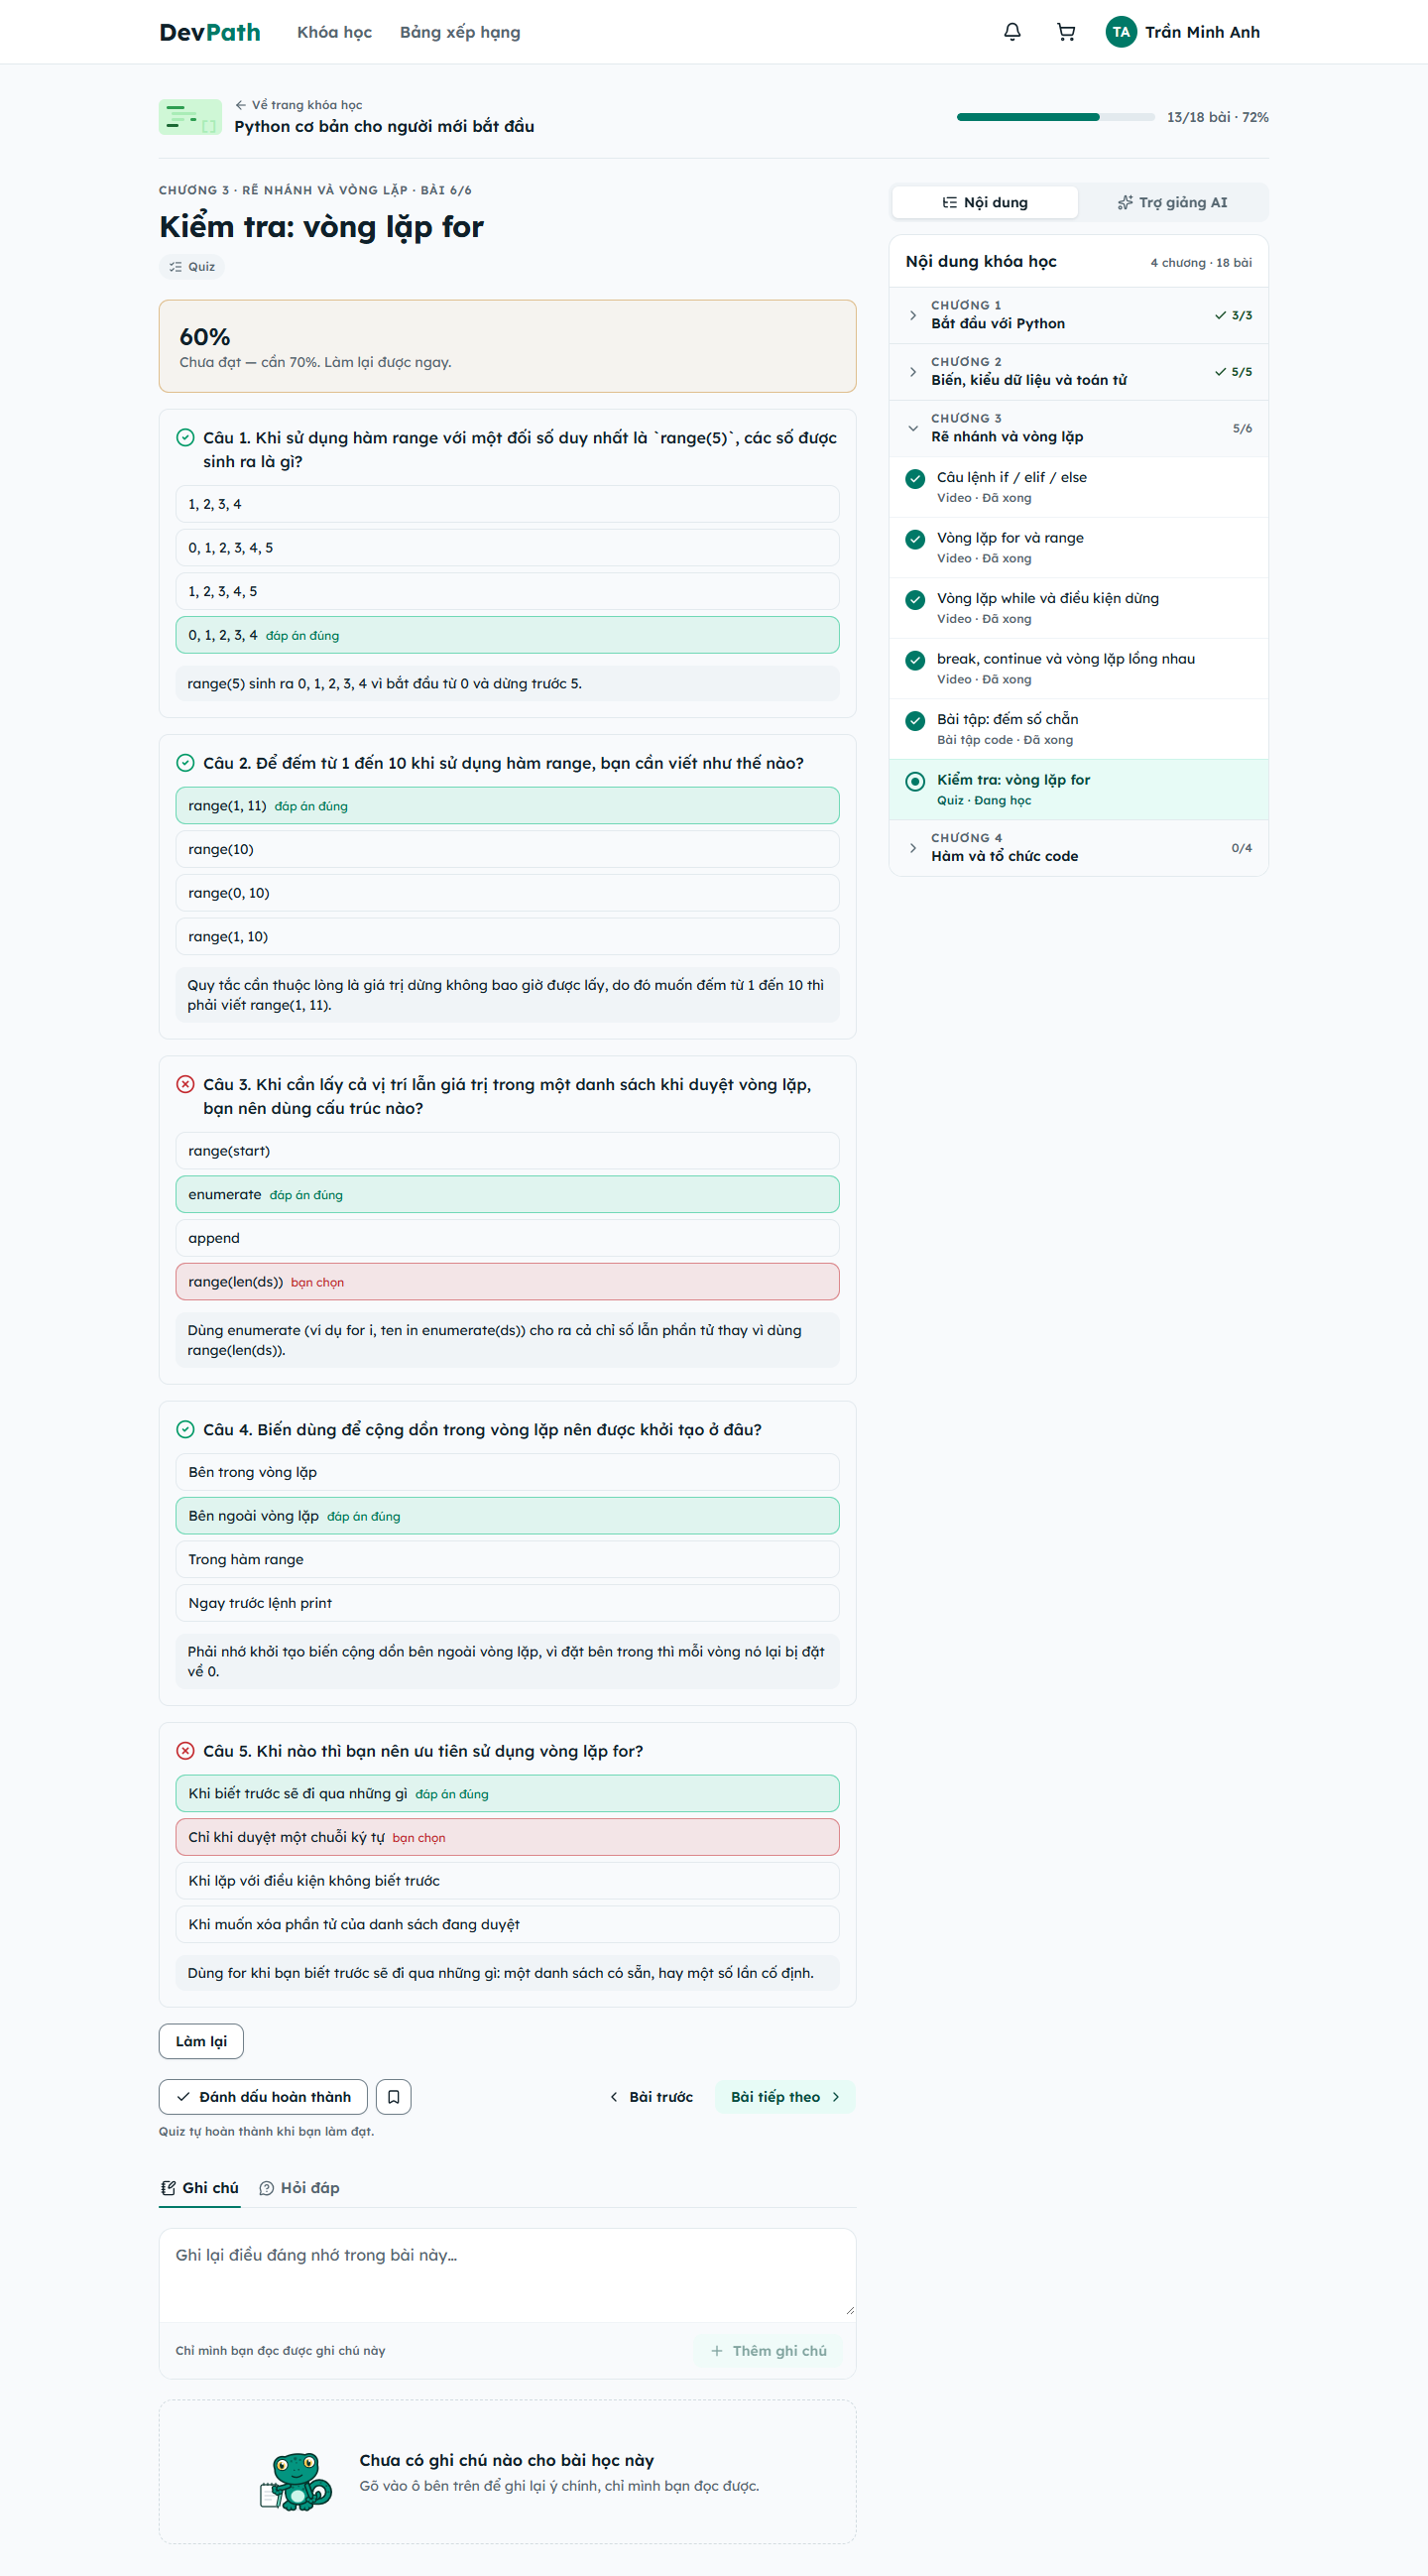 DevPath
Khóa học
Bảng xếp hạng
TA
Trần Minh Anh
Về trang khóa học
Python cơ bản cho người mới bắt đầu
13/18 bài · 72%
CHƯƠNG 3 · RẼ NHÁNH VÀ VÒNG LẶP · BÀI 6/6
Kiểm tra: vòng lặp for
Quiz
60%
Chưa đạt — cần 70%. Làm lại được ngay.
Câu 1. Khi sử dụng hàm range với một đối số duy nhất là `range(5)`, các số được
sinh ra là gì?
1, 2, 3, 4
0, 1, 2, 3, 4, 5
1, 2, 3, 4, 5
0, 1, 2, 3, 4 đáp án đúng
range(5) sinh ra 0, 1, 2, 3, 4 vì bắt đầu từ 0 và dừng trước 5.
Câu 2. Để đếm từ 1 đến 10 khi sử dụng hàm range, bạn cần viết như thế nào?
range(1, 11) đáp án đúng
range(10)
range(0, 10)
range(1, 10)
Quy tắc cần thuộc lòng là giá trị dừng không bao giờ được lấy, do đó muốn đếm từ 1 đến 10 thì
phải viết range(1, 11).
Câu 3. Khi cần lấy cả vị trí lẫn giá trị trong một danh sách khi duyệt vòng lặp,
bạn nên dùng cấu trúc nào?
range(start)
enumerate đáp án đúng
append
range(len(ds)) bạn chọn
Dùng enumerate (ví dụ for i, ten in enumerate(ds)) cho ra cả chỉ số lẫn phần tử thay vì dùng
range(len(ds)).
Câu 4. Biến dùng để cộng dồn trong vòng lặp nên được khởi tạo ở đâu?
Bên trong vòng lặp
Bên ngoài vòng lặp đáp án đúng
Trong hàm range
Ngay trước lệnh print
Phải nhớ khởi tạo biến cộng dồn bên ngoài vòng lặp, vì đặt bên trong thì mỗi vòng nó lại bị đặt
về 0.
Câu 5. Khi nào thì bạn nên ưu tiên sử dụng vòng lặp for?
Khi biết trước sẽ đi qua những gì đáp án đúng
Chỉ khi duyệt một chuỗi ký tự bạn chọn
Khi lặp với điều kiện không biết trước
Khi muốn xóa phần tử của danh sách đang duyệt
Dùng for khi bạn biết trước sẽ đi qua những gì: một danh sách có sẵn, hay một số lần cố định.
Làm lại
Đánh dấu hoàn thành
Bài trước
Bài tiếp theo
Quiz tự hoàn thành khi bạn làm đạt.
Ghi chú
Hỏi đáp
Ghi lại điều đáng nhớ trong bài này...
Chỉ mình bạn đọc được ghi chú này
Thêm ghi chú
Chưa có ghi chú nào cho bài học này
Gõ vào ô bên trên để ghi lại ý chính, chỉ mình bạn đọc được.
Nội dung
Trợ giảng AI
Nội dung khóa học
4 chương · 18 bài
CHƯƠNG 1
Bắt đầu với Python
3/3
CHƯƠNG 2
Biến, kiểu dữ liệu và toán tử
5/5
CHƯƠNG 3
Rẽ nhánh và vòng lặp
5/6
Câu lệnh if / elif / else
Video · Đã xong
Vòng lặp for và range
Video · Đã xong
Vòng lặp while và điều kiện dừng
Video · Đã xong
break, continue và vòng lặp lồng nhau
Video · Đã xong
Bài tập: đếm số chẵn
Bài tập code · Đã xong
Kiểm tra: vòng lặp for
Quiz · Đang học
CHƯƠNG 4
Hàm và tổ chức code
0/4